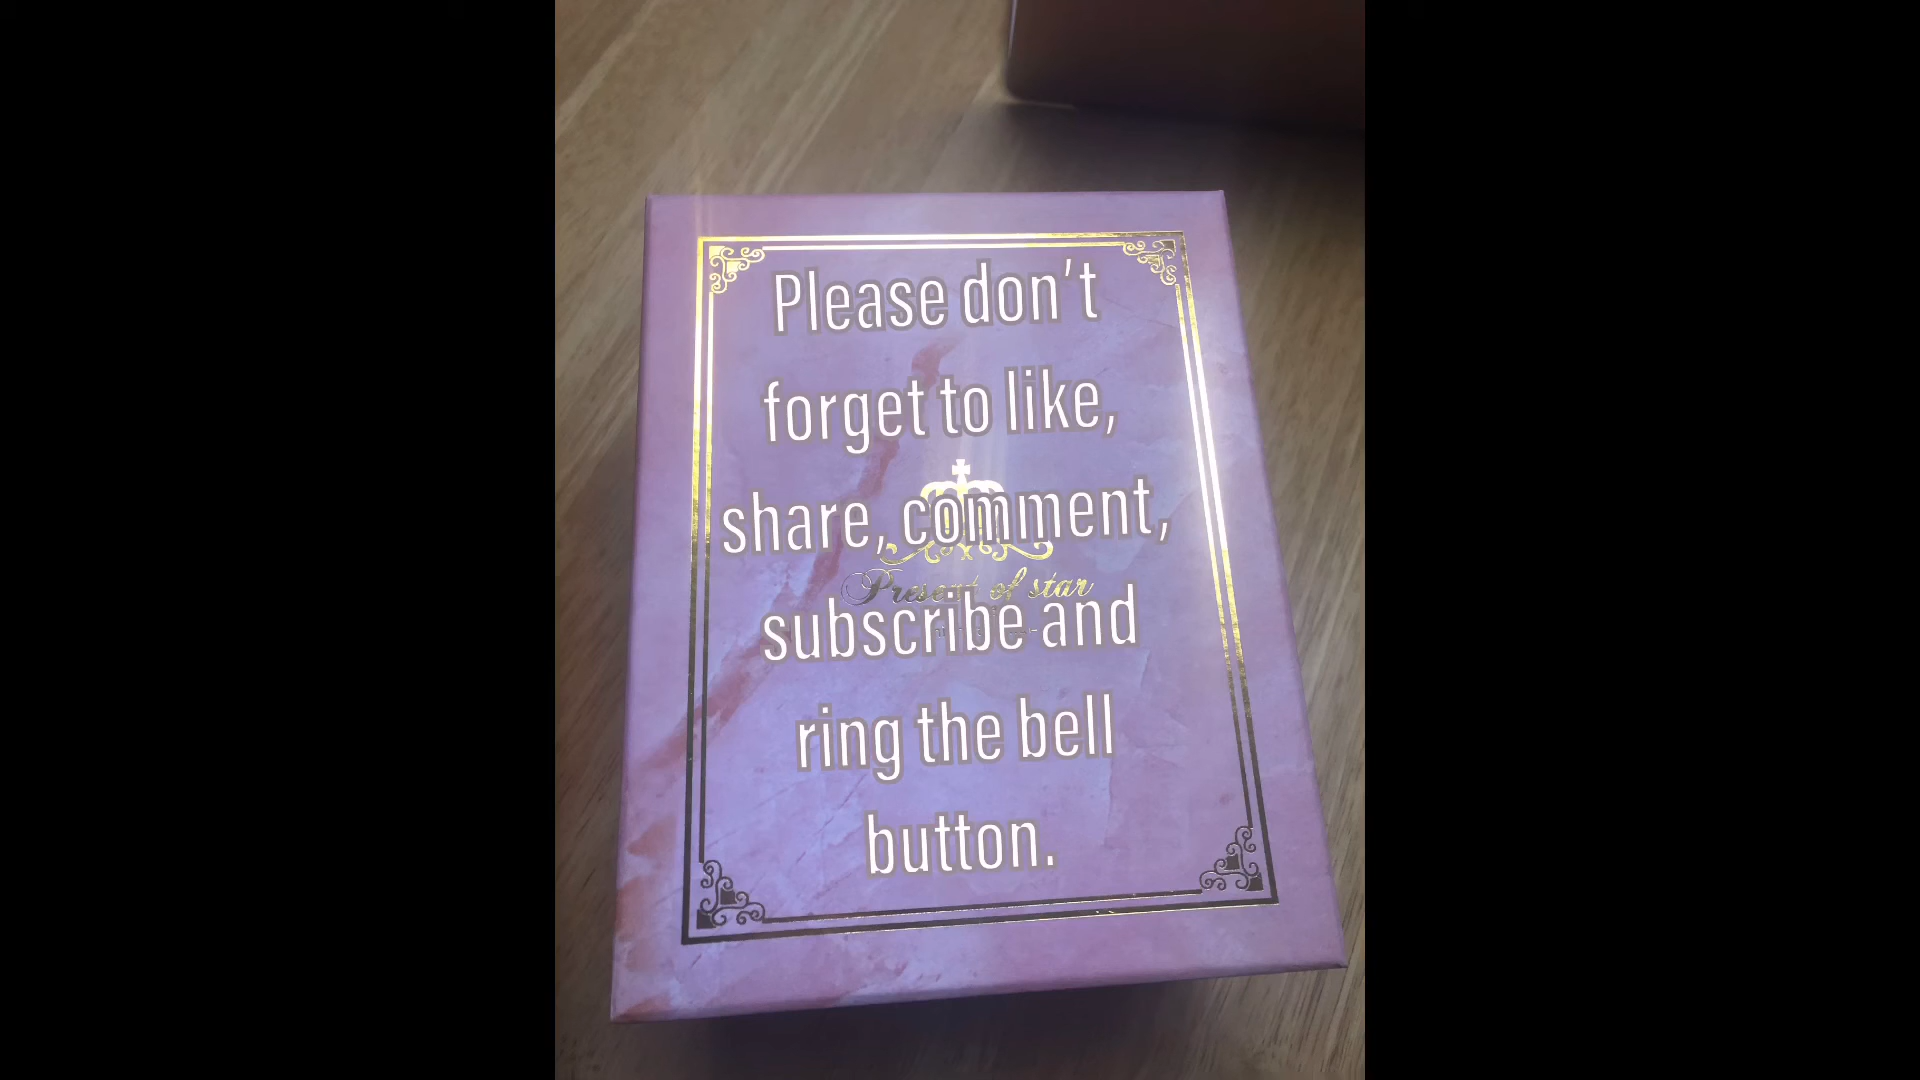 Please don't
forget to like,
share, comment,
Present of star
subscribe and
ring the bell
button.